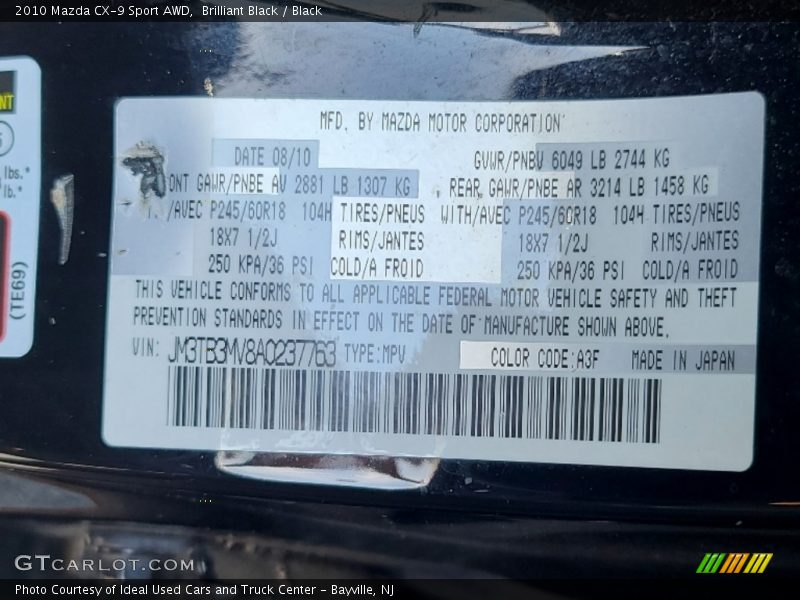 2010 Mazda CX-9 Sport AWD, Brilliant Black / Black
NT
lbs.*
lb.*
(TE69)
MFD. BY MAZDA MOTOR CORPORATION
DATE 08/10
GVWR/PNBV 6049 LB 2744 KG
ONT GAWR/PNBE AV 2881 LB 1307 KG
REAR GAWR/PNBE AR 3214 LB 1458 KG
/AVEC P245/60R18 104H TIRES/PNEUS WITH/AVEC P245/60R18 104H TIRES/PNEUS
18X7 1/2J RIMS/JANTES 18X7 1/2J RIMS/JANTES
250 KPA/36 PSI COLD/A FROID 250 KPA/36 PSI COLD/A FROID
THIS VEHICLE CONFORMS TO ALL APPLICABLE FEDERAL MOTOR VEHICLE SAFETY AND THEFT
PREVENTION STANDARDS IN EFFECT ON THE DATE OF MANUFACTURE SHOWN ABOVE.
VIN: JM3TB3MV8A0237763 TYPE:MPV COLOR CODE:A3F MADE IN JAPAN
GTCARLOT.COM
Photo Courtesy of Ideal Used Cars and Truck Center - Bayville, NJ